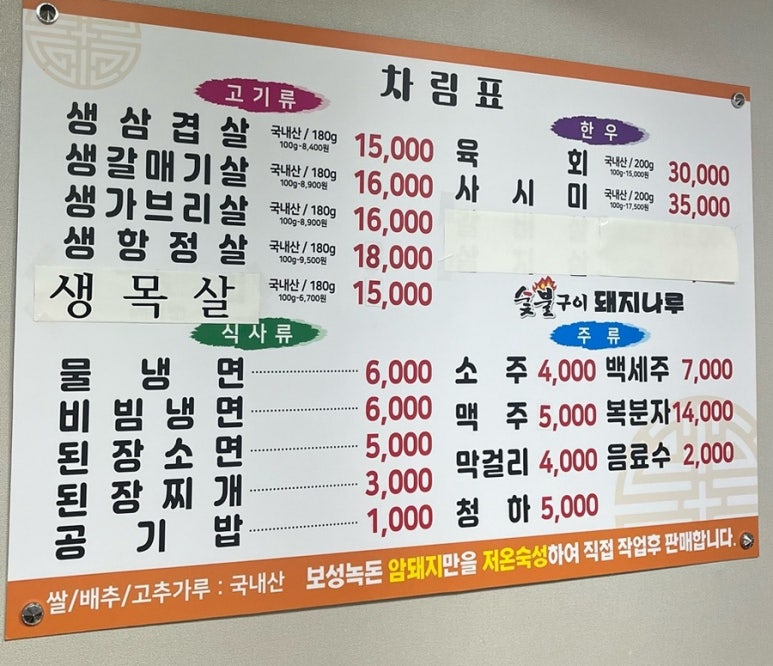 차림표
고기류
생삼겹살 국내산 / 180g 100g-8,400원 15,000
생갈매기살 국내산 / 180g 100g-8,900원 16,000
생가브리살 국내산 / 180g 100g-8,900원 16,000
생항정살 국내산 / 180g 100g-9,500원 18,000
생목살 국내산 / 180g 100g-6,700원 15,000
한우
육회 국내산 / 200g 100g-15,000원 30,000
사시미 국내산 / 200g 100g-17,500원 35,000
숯불구이 돼지나루
식사류
물냉면 6,000
비빔냉면 6,000
된장소면 5,000
된장찌개 3,000
공기밥 1,000
주류
소주 4,000 백세주 7,000
맥주 5,000 복분자 14,000
막걸리 4,000 음료수 2,000
청하 5,000
쌀/배추/고추가루 : 국내산 보성녹돈 암돼지만을 저온숙성하여 직접 작업후 판매합니다.